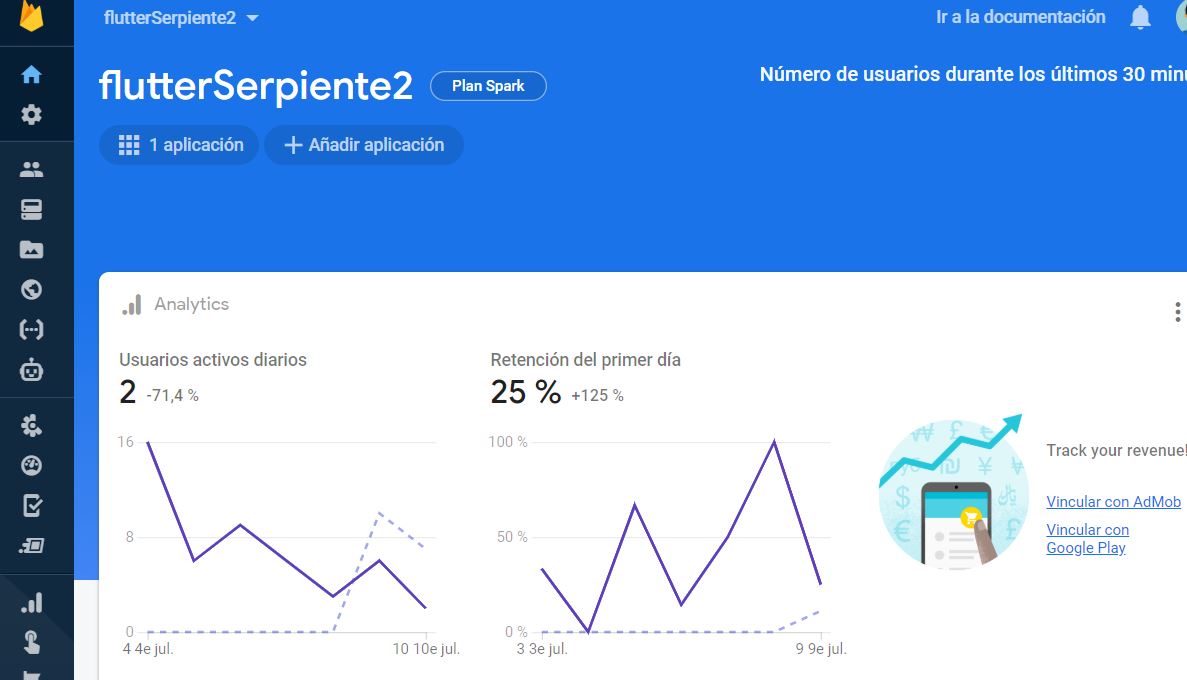 flutterSerpiente2
Ir a la documentación
flutterSerpiente2
Plan Spark
Número de usuarios durante los últimos 30
1 aplicación
Añadir aplicación
Analytics
Usuarios activos diarios
2 -71,4 %
16
8
0
4 4e jul.
10 10e jul.
Retención del primer día
25 % +125 %
100 %
50 %
0 %
3 3e jul.
9 9e jul.
Track your revenue!
Vincular con AdMob
Vincular con
Google Play